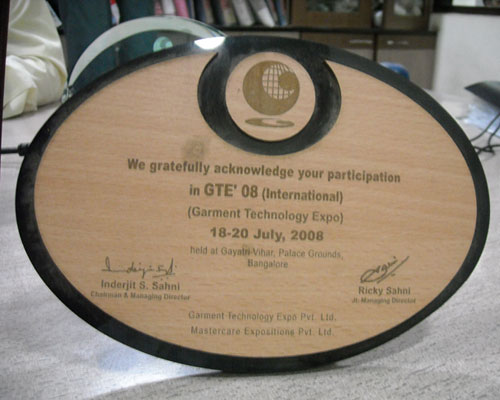 We gratefully acknowledge your participation
in GTE' 08 (International)
(Garment Technology Expo)
18-20 July, 2008
held at Gayatri Vihar, Palace Grounds,
Bangalore
Inderjit S. Sahni
Chairman & Managing Director
Ricky Sahni
Jt. Managing Director
Garment Technology Expo Pvt. Ltd.
Mastercare Expositions Pvt. Ltd.